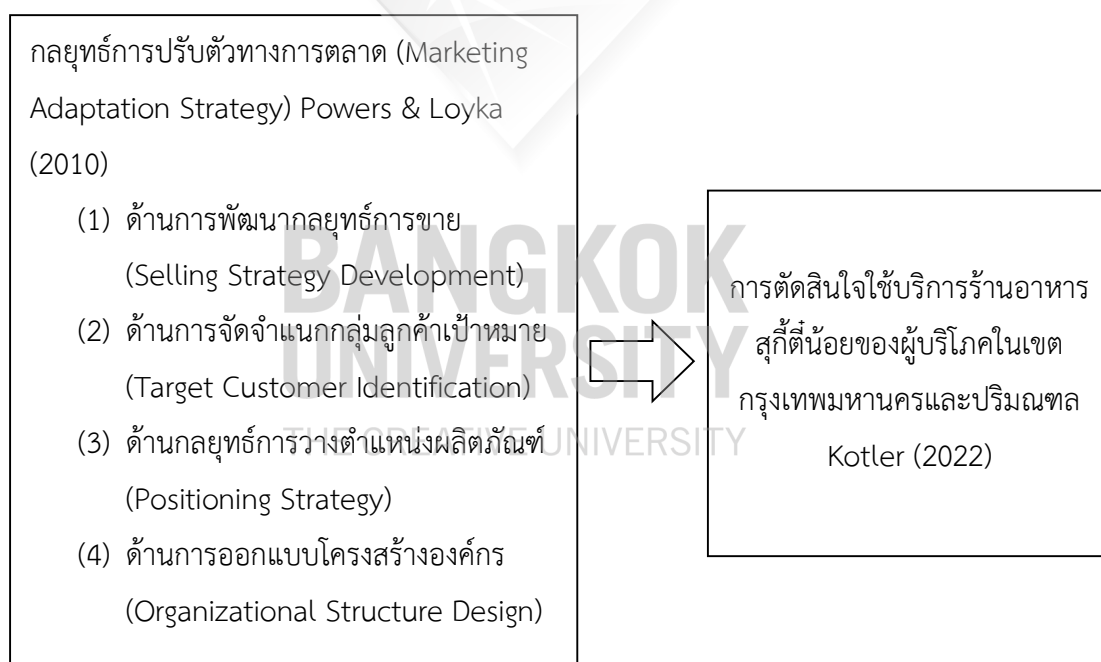 กลยุทธ์การปรับตัวทางการตลาด (Marketing
Adaptation Strategy) Powers & Loyka
(2010)
(1) ด้านการพัฒนากลยุทธ์การขาย
(Selling Strategy Development)
(2) ด้านการจัดจำแนกกลุ่มลูกค้าเป้าหมาย
(Target Customer Identification)
(3) ด้านกลยุทธ์การวางตำแหน่งผลิตภัณฑ์
(Positioning Strategy)
(4) ด้านการออกแบบโครงสร้างองค์กร
(Organizational Structure Design)
การตัดสินใจใช้บริการร้านอาหาร
สุกี้ตี๋น้อยของผู้บริโภคในเขต
กรุงเทพมหานครและปริมณฑล
Kotler (2022)
BANGKOK
UNIVERSITY
THE CREATIVE UNIVERSITY